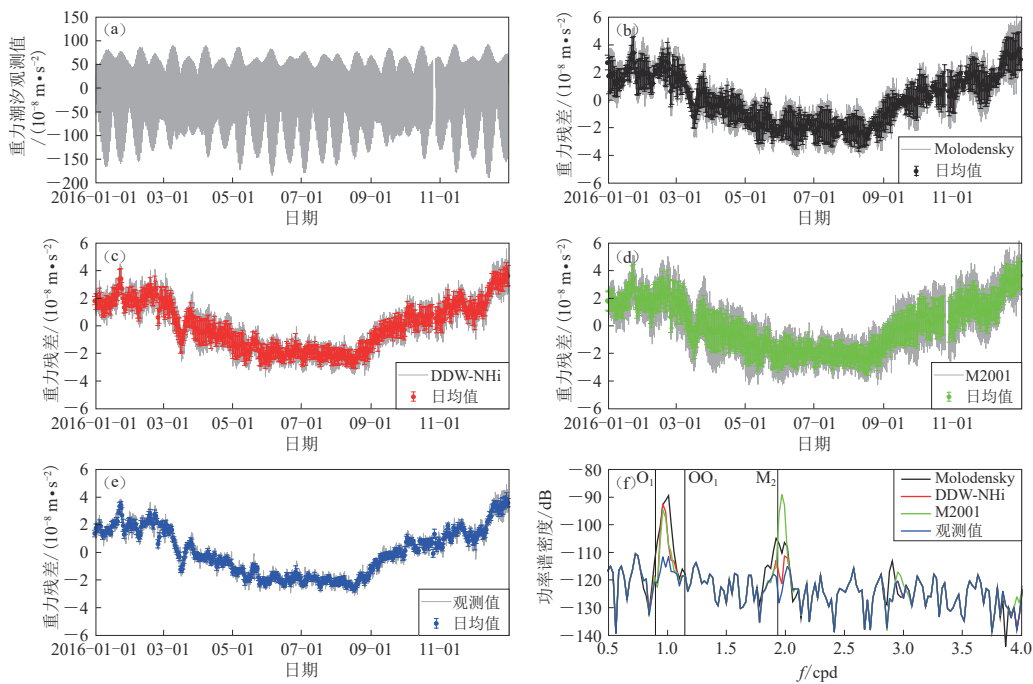 (a)
重力潮汐观测值
/(10⁻⁸ m•s⁻²)
150
100
50
0
−50
−100
−150
−200
2016−01−01
03−01
05−01
07−01
09−01
11−01
日期
(b)
重力残差/(10⁻⁸ m•s⁻²)
6
4
2
0
−2
−4
6
Molodensky
日均值
2016−01−01
03−01
05−01
07−01
09−01
11−01
日期
(c)
重力残差/(10⁻⁸ m•s⁻²)
6
4
2
0
−2
−4
−6
DDW-NHi
日均值
2016−01−01
03−01
05−01
07−01
09−01
11−01
日期
(d)
重力残差/(10⁻⁸ m•s⁻²)
6
4
2
0
−2
−4
−6
M2001
日均值
2016−01−01
03−01
05−01
07−01
09−01
11−01
日期
(e)
重力残差/(10⁻⁸ m•s⁻²)
6
4
2
0
−2
−4
−6
观测值
日均值
2016−01−01
03−01
05−01
07−01
09−01
11−01
日期
(f)
功率谱密度/dB
−80
−90
−100
−110
−120
−130
−140
O₁
OO₁
M₂
Molodensky
DDW-NHi
M2001
观测值
0.5
1.0
1.5
2.0
2.5
3.0
3.5
4.0
f/cpd